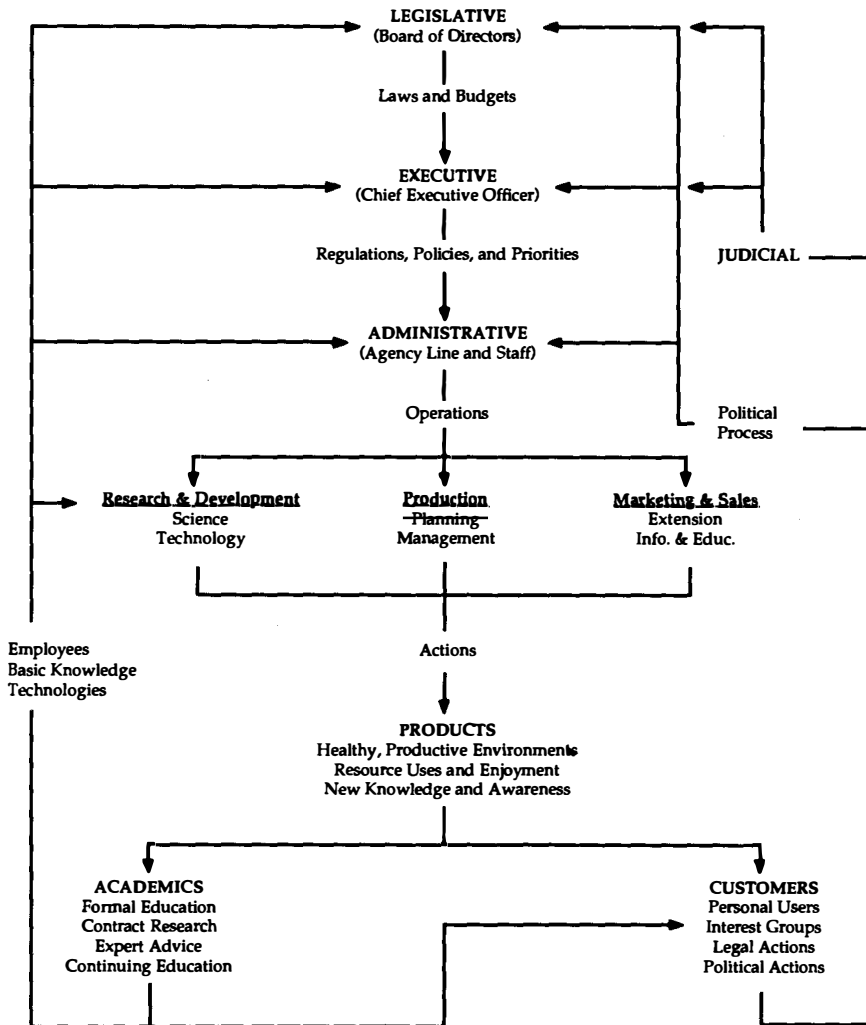 LEGISLATIVE
(Board of Directors)
Laws and Budgets
EXECUTIVE
(Chief Executive Officer)
Regulations, Policies, and Priorities
JUDICIAL
ADMINISTRATIVE
(Agency Line and Staff)
Operations
Political
Process
Research & Development
Science
Technology
Production
Planning
Management
Marketing & Sales
Extension
Info. & Educ.
Employees
Basic Knowledge
Technologies
Actions
PRODUCTS
Healthy, Productive Environments
Resource Uses and Enjoyment
New Knowledge and Awareness
ACADEMICS
Formal Education
Contract Research
Expert Advice
Continuing Education
CUSTOMERS
Personal Users
Interest Groups
Legal Actions
Political Actions